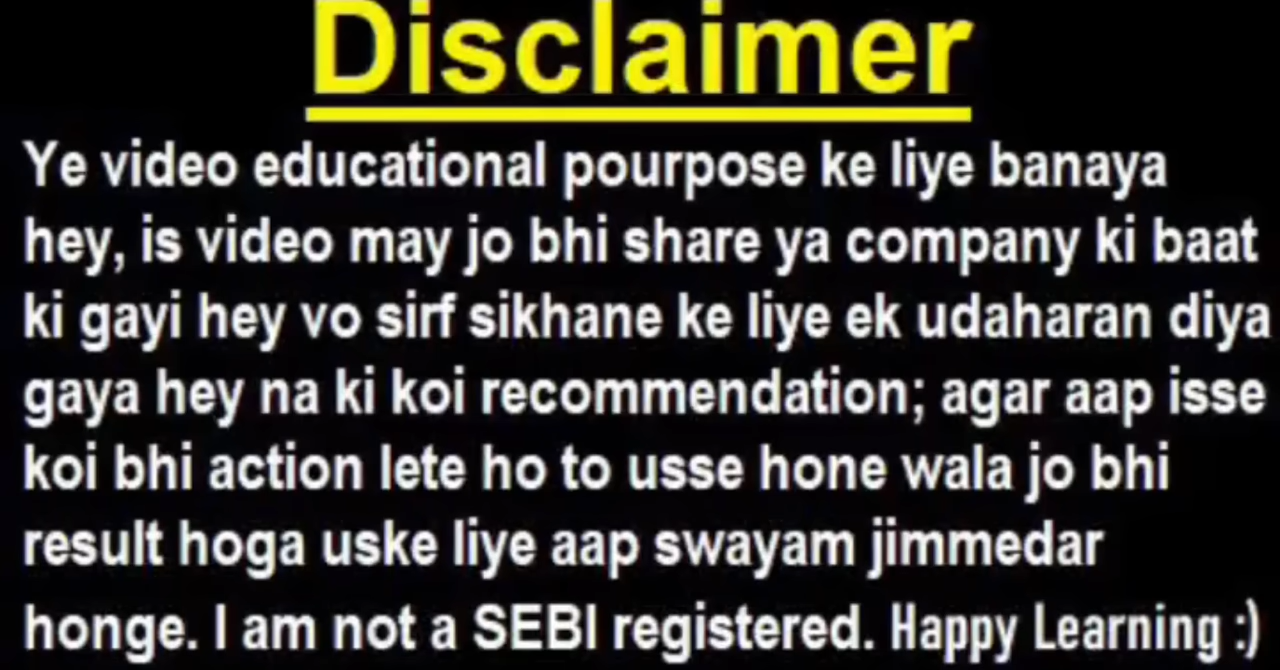 Disclaimer
Ye video educational pourpose ke liye banaya
hey, is video may jo bhi share ya company ki baat
ki gayi hey vo sirf sikhane ke liye ek udaharan diya
gaya hey na ki koi recommendation; agar aap isse
koi bhi action lete ho to usse hone wala jo bhi
result hoga uske liye aap swayam jimmedar
honge. I am not a SEBI registered. Happy Learning :)